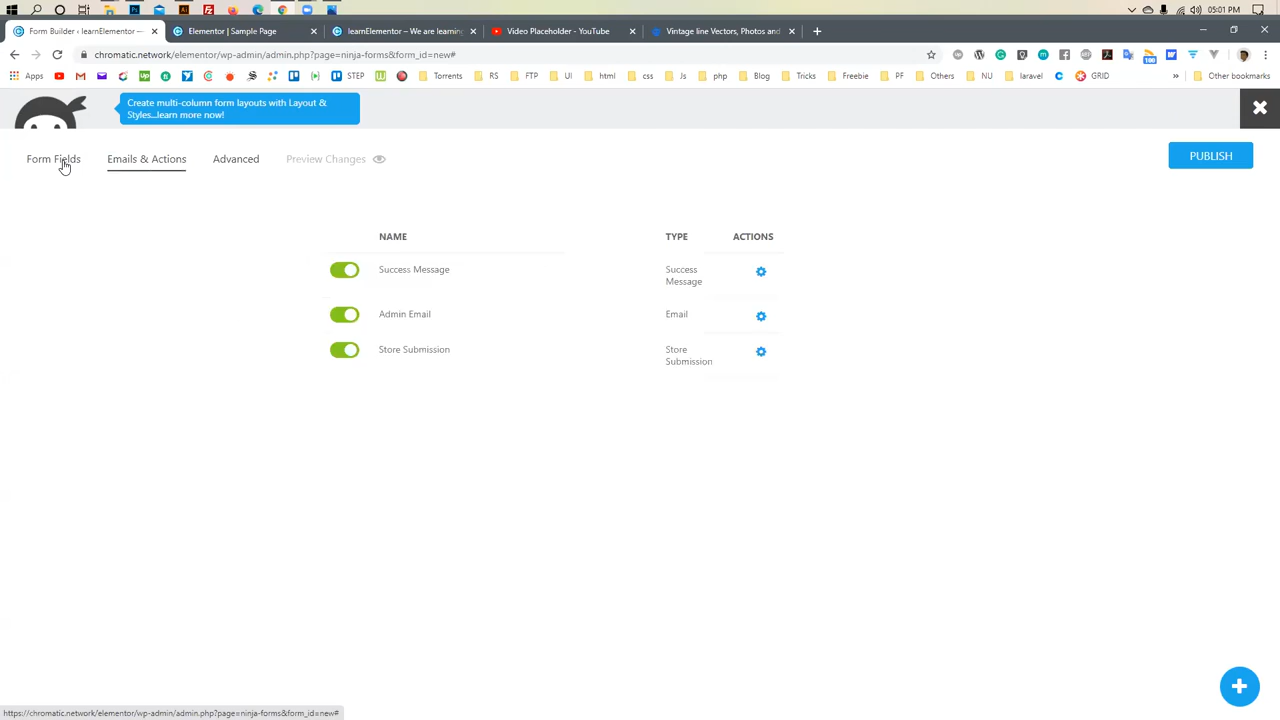 05:01 PM
Form Builder ‹ learnElementor —
Elementor | Sample Page
learnElementor – We are learning
Video Placeholder - YouTube
Vintage line Vectors, Photos and
chromatic.network/elementor/wp-admin/admin.php?page=ninja-forms&form_id=new#
Apps
STEP
Torrents
RS
FTP
UI
html
css
Js
php
Blog
Tricks
Freebie
PF
Others
NU
laravel
GRID
»
Other bookmarks
Create multi-column form layouts with Layout &
Styles...learn more now!
Form Fields
Emails & Actions
Advanced
Preview Changes
PUBLISH
NAME
TYPE
ACTIONS
Success Message
Success
Message
Admin Email
Email
Store Submission
Store
Submission
https://chromatic.network/elementor/wp-admin/admin.php?page=ninja-forms&form_id=new#